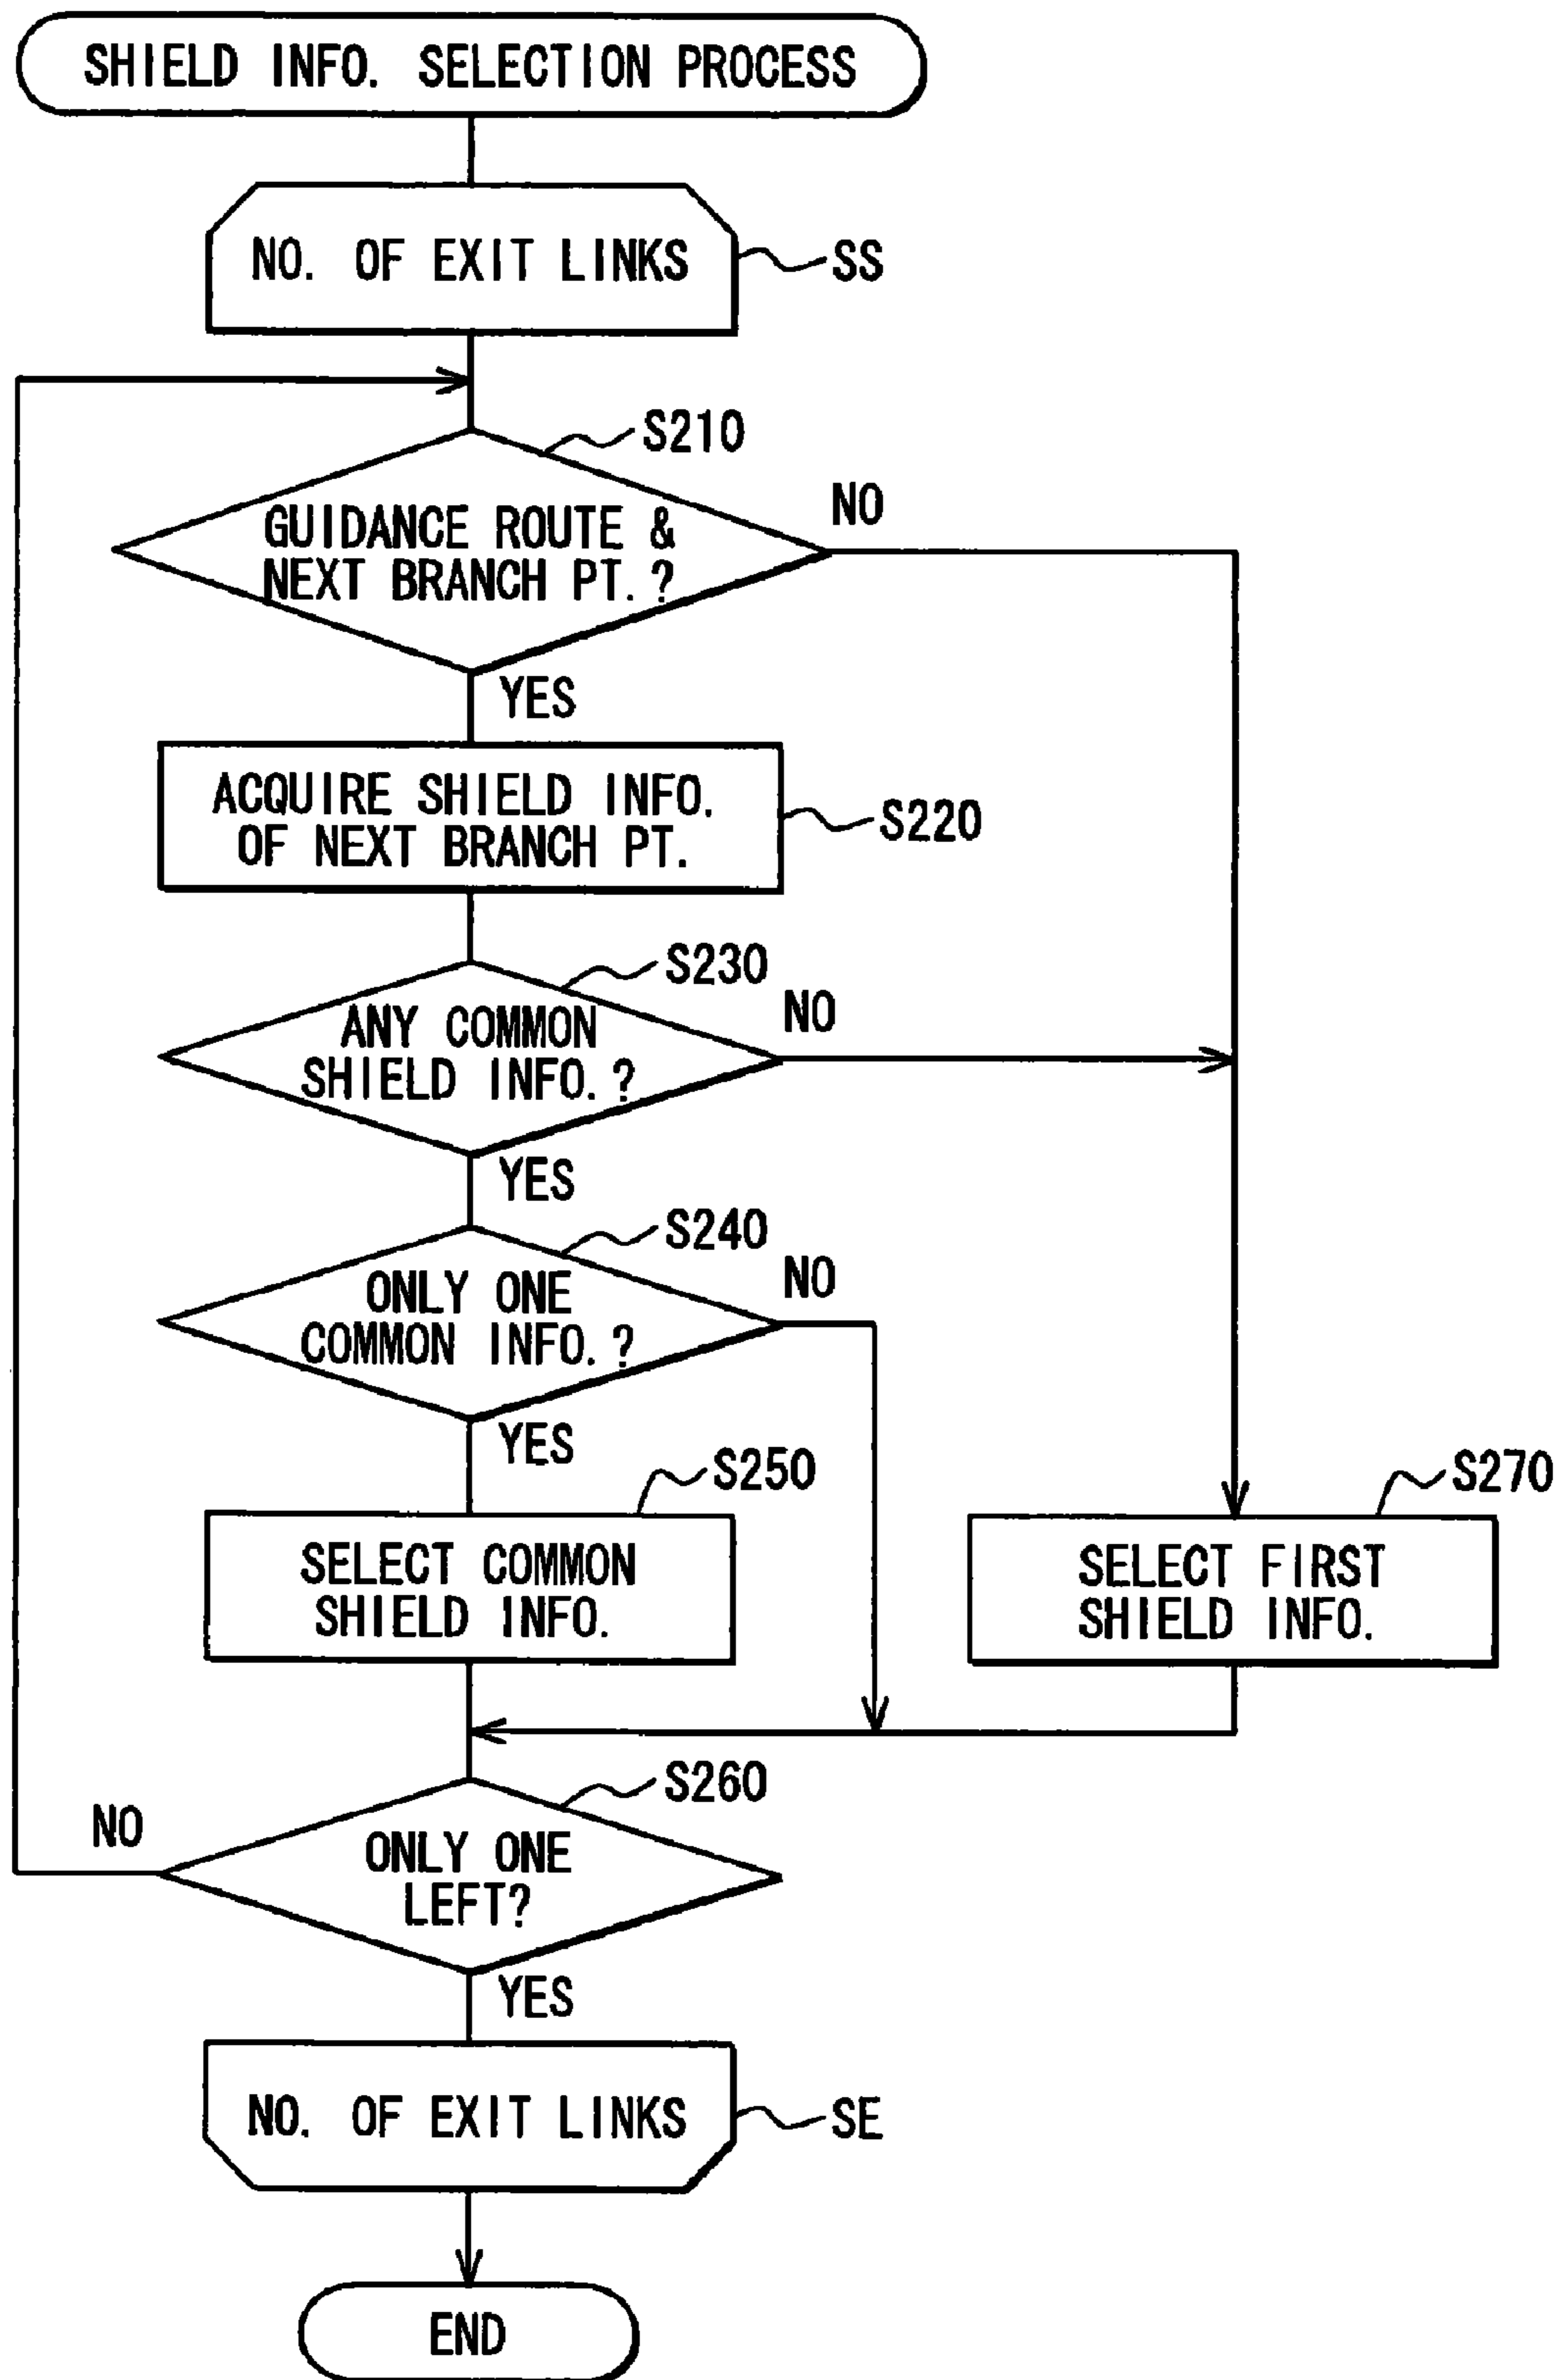 SHIELD INFO. SELECTION PROCESS
NO. OF EXIT LINKS
SS
S210
GUIDANCE ROUTE &
NEXT BRANCH PT. ?
NO
YES
ACQUIRE SHIELD INFO.
OF NEXT BRANCH PT.
S220
S230
ANY COMMON
SHIELD INFO. ?
NO
YES
S240
ONLY ONE
COMMON INFO. ?
NO
YES
S250
SELECT COMMON
SHIELD INFO.
S270
SELECT FIRST
SHIELD INFO.
S260
NO
ONLY ONE
LEFT?
YES
NO. OF EXIT LINKS
SE
END